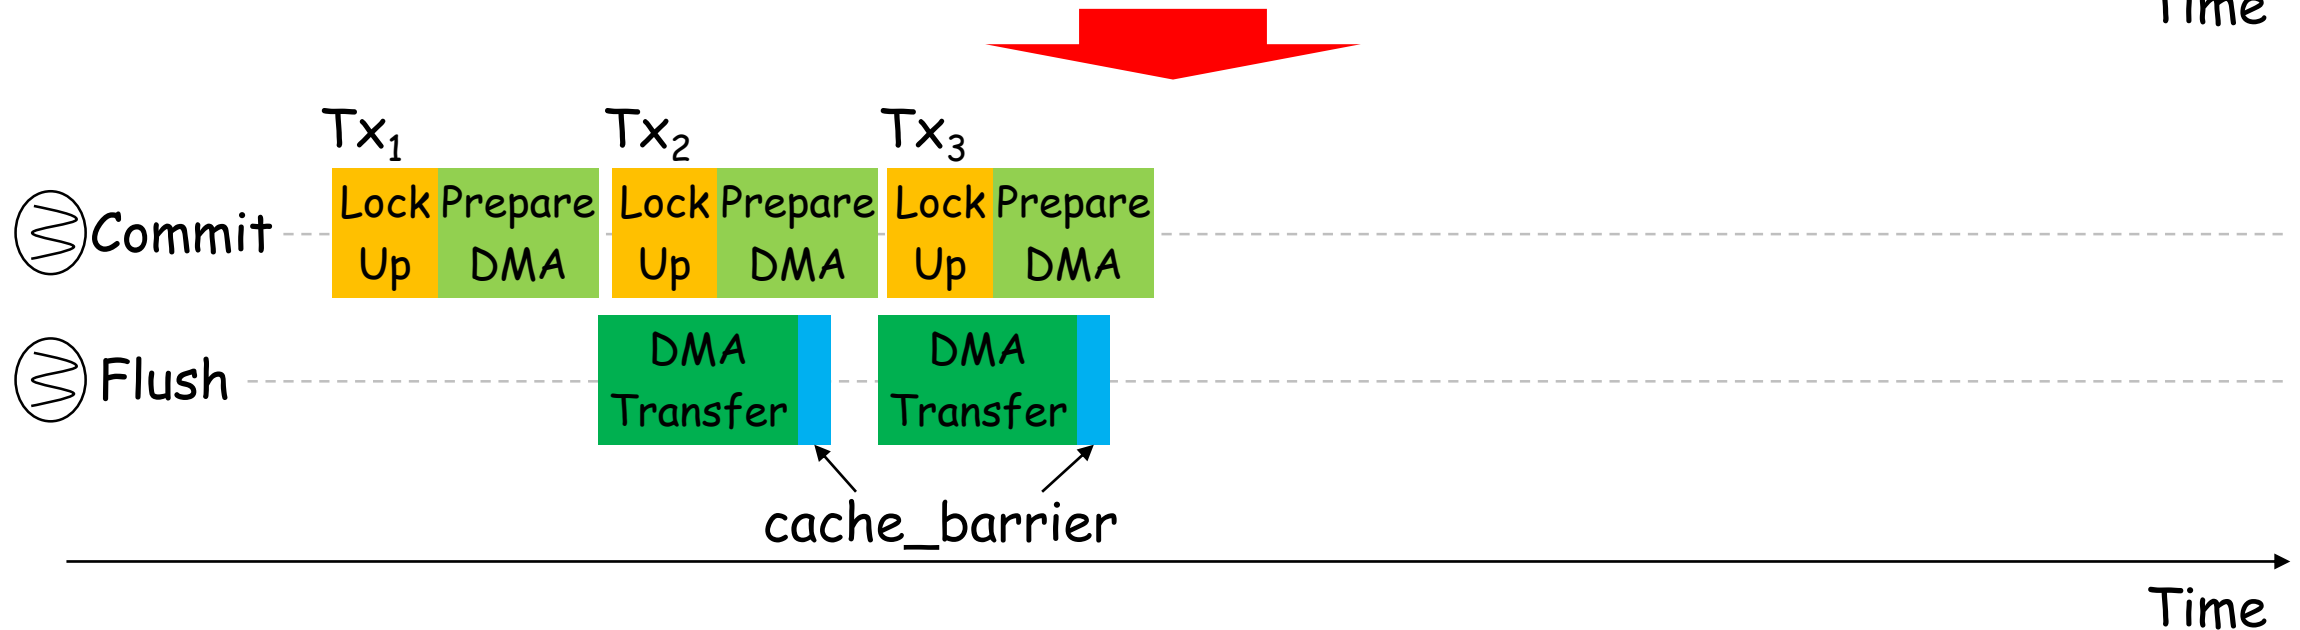 Time
Tx1 Tx2 Tx3
Commit Lock Up Prepare DMA Lock Up Prepare DMA Lock Up Prepare DMA
Flush DMA Transfer DMA Transfer
cache_barrier
Time